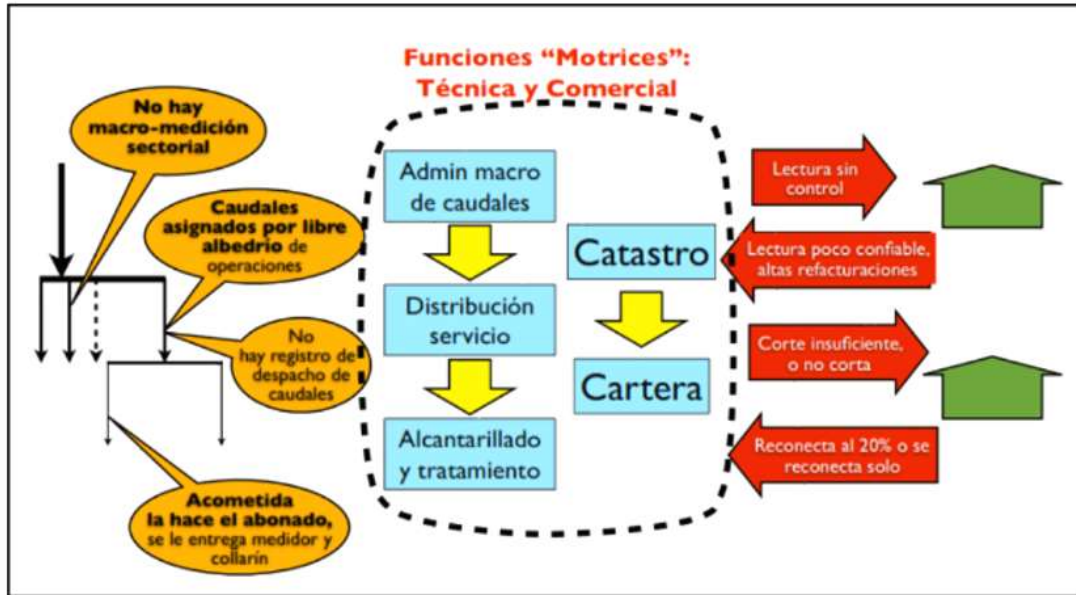 Funciones “Motrices”:
Técnica y Comercial
No hay
macro-medición
sectorial
Caudales
asignados por libre
albedrio de
operaciones
No
hay registro de
despacho de
caudales
Acometida
la hace el abonado,
se le entrega medidor y
collarín
Admin macro
de caudales
Distribución
servicio
Alcantarillado
y tratamiento
Catastro
Cartera
Lectura sin
control
Lectura poco confiable,
altas refacturaciones
Corte insuficiente,
o no corta
Reconecta al 20% o se
reconecta solo